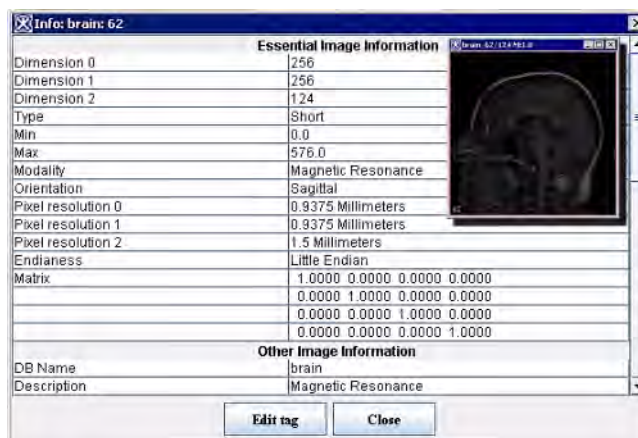 Info: brain: 62
Essential Image Information
Dimension 0 256
Dimension 1 256
Dimension 2 124
Type Short
Min 0.0
Max 576.0
Modality Magnetic Resonance
Orientation Sagittal
Pixel resolution 0 0.9375 Millimeters
Pixel resolution 1 0.9375 Millimeters
Pixel resolution 2 1.5 Millimeters
Endianess Little Endian
Matrix 1.0000 0.0000 0.0000 0.0000
0.0000 1.0000 0.0000 0.0000
0.0000 0.0000 1.0000 0.0000
0.0000 0.0000 0.0000 1.0000
Other Image Information
DB Name brain
Description Magnetic Resonance
Edit tag Close